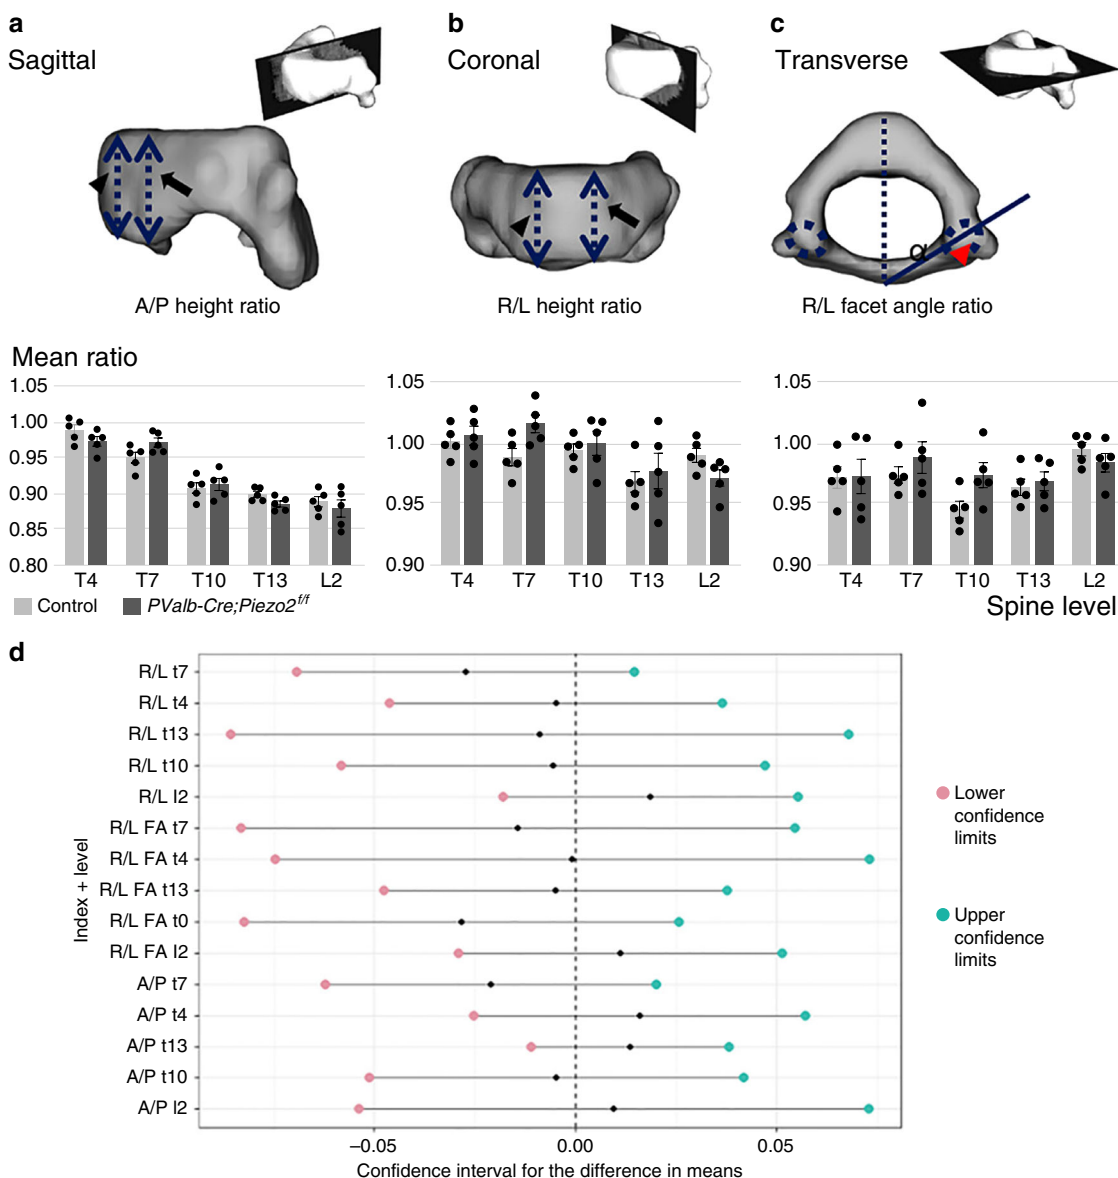 a
Sagittal
b
Coronal
c
Transverse
α
A/P height ratio
R/L height ratio
R/L facet angle ratio
Mean ratio
1.05
1.00
0.95
0.90
0.85
0.80
T4 T7 T10 T13 L2
1.05
1.00
0.95
0.90
T4 T7 T10 T13 L2
1.05
1.00
0.95
0.90
T4 T7 T10 T13 L2
Control
PValb-Cre;Piezo2 f/f
Spine level
d
Index + level
R/L t7
R/L t4
R/L t13
R/L t10
R/L l2
R/L FA t7
R/L FA t4
R/L FA t13
R/L FA t0
R/L FA l2
A/P t7
A/P t4
A/P t13
A/P t10
A/P l2
−0.05 0.00 0.05
Confidence interval for the difference in means
Lower
confidence
limits
Upper
confidence
limits